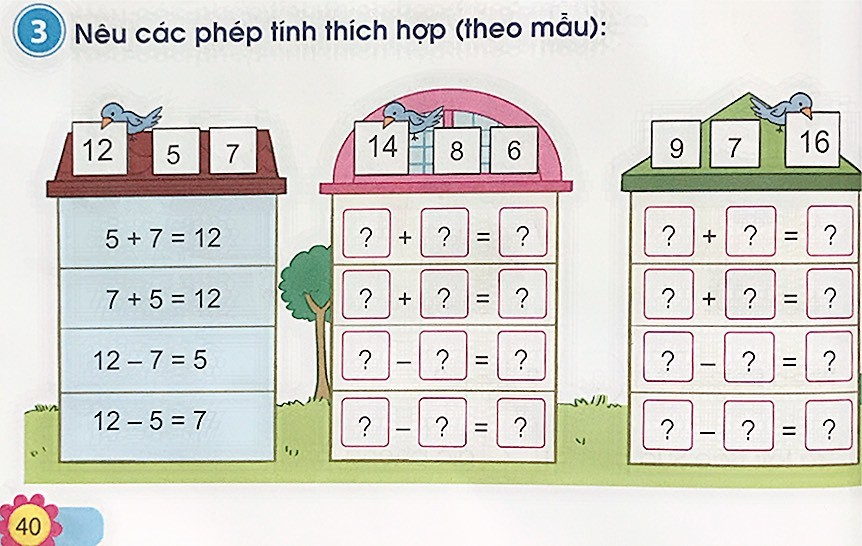 3 Nêu các phép tính thích hợp (theo mẫu):
12 5 7
5 + 7 = 12
7 + 5 = 12
12 – 7 = 5
12 – 5 = 7
14 8 6
? + ? = ?
? + ? = ?
? – ? = ?
? – ? = ?
9 7 16
? + ? = ?
? + ? = ?
? – ? = ?
? – ? = ?
40